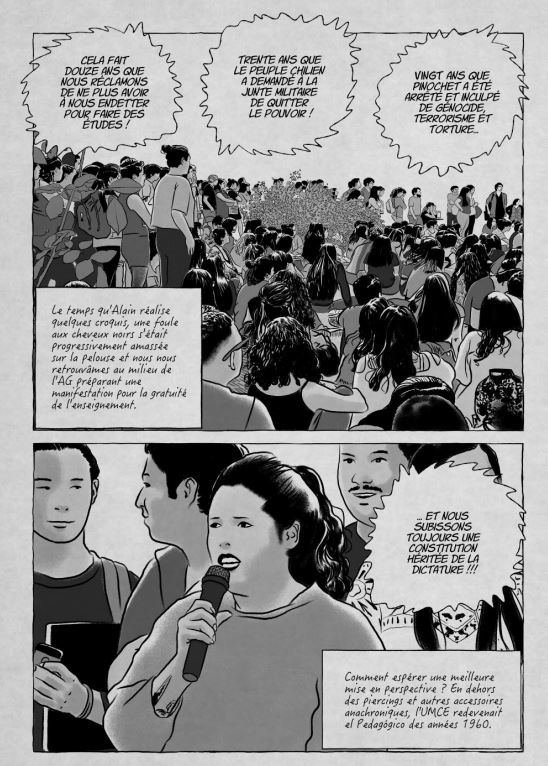 CELA FAIT
DOUZE ANS QUE
NOUS RÉCLAMONS
DE NE PLUS AVOIR
À NOUS ENDETTER
POUR FAIRE DES
ÉTUDES !
TRENTE ANS QUE
LE PEUPLE CHILIEN
A DEMANDÉ À LA
JUNTE MILITAIRE
DE QUITTER
LE POUVOIR !
VINGT ANS QUE
PINOCHET A ÉTÉ
ARRÊTÉ ET INCULPÉ
DE GÉNOCIDE,
TERRORISME ET
TORTURE...
Le temps qu'Alain réalise
quelques croquis, une foule
aux cheveux noirs s'était
progressivement amassée
sur la pelouse et nous nous
retrouvâmes au milieu de
l'AG préparant une
manifestation pour la gratuité
de l'enseignement.
... ET NOUS
SUBISSONS
TOUJOURS UNE
CONSTITUTION
HÉRITÉE DE LA
DICTATURE !!!
Comment espérer une meilleure
mise en perspective ? En dehors
des piercings et autres accessoires
anachroniques, l'UMCE redevenait
el Pedagógico des années 1960.